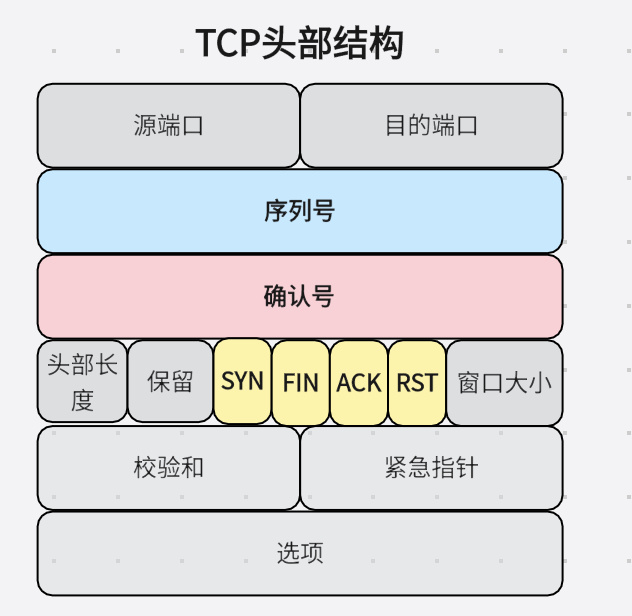 TCP头部结构
源端口 目的端口
序列号
确认号
头部长
度
保留 SYN FIN ACK RST 窗口大小
校验和 紧急指针
选项